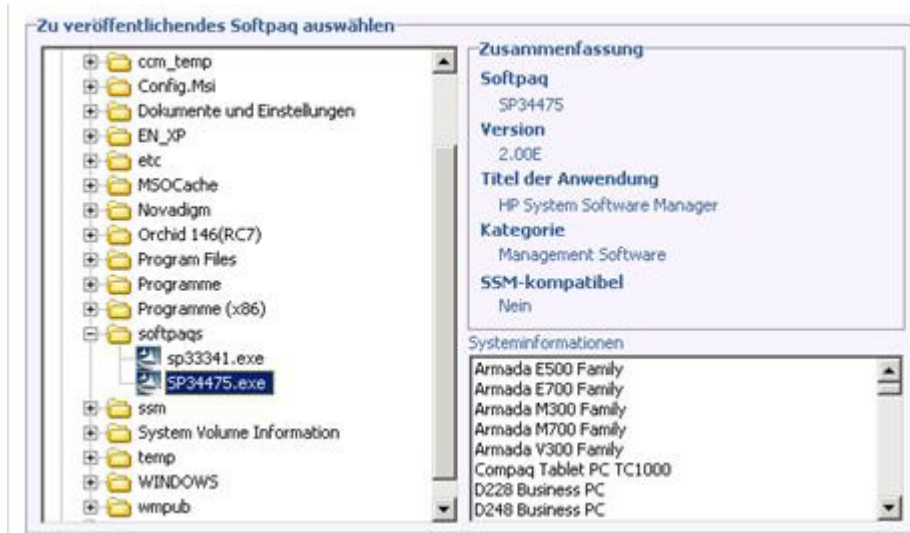 Zu veröffentlichendes Softpaq auswählen
ccm_temp
Config.Msi
Dokumente und Einstellungen
EN_XP
etc
MSOCache
Novadigm
Orchid 146(RC7)
Program Files
Programme
Programme (x86)
softpaqs
sp33341.exe
SP34475.exe
ssm
System Volume Information
temp
WINDOWS
wmpub
Zusammenfassung
Softpaq
SP34475
Version
2.00E
Titel der Anwendung
HP System Software Manager
Kategorie
Management Software
SSM-kompatibel
Nein
Systeminformationen
Armada E500 Family
Armada E700 Family
Armada M300 Family
Armada M700 Family
Armada V300 Family
Compaq Tablet PC TC1000
D228 Business PC
D248 Business PC